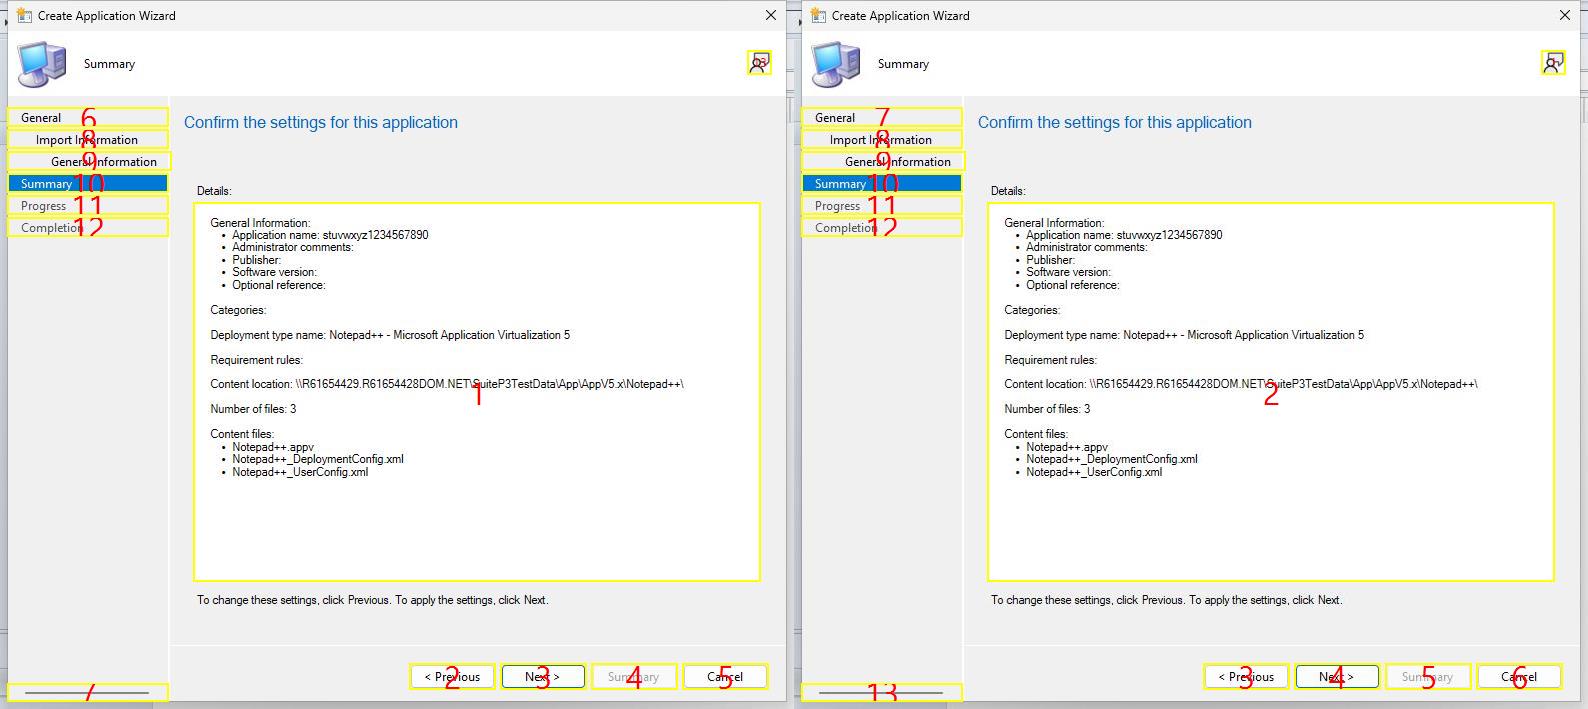 Create Application Wizard
Summary
13
General 6
Import Information 8
General Information 9
Summary 10
Progress 11
Completion 12
7
Confirm the settings for this application
Details:
General Information:
• Application name: stuvwxyz1234567890
• Administrator comments:
• Publisher:
• Software version:
• Optional reference:
Categories:
Deployment type name: Notepad++ - Microsoft Application Virtualization 5
Requirement rules:
Content location: \\R61654429.R61654428DOM.NET\SuiteP3TestData\App\AppV5.x\Notepad++\
1
Number of files: 3
Content files:
• Notepad++.appv
• Notepad++_DeploymentConfig.xml
• Notepad++_UserConfig.xml
To change these settings, click Previous. To apply the settings, click Next.
< Previous 2
Next > 3
Summary 4
Cancel 5
Create Application Wizard
Summary
General 7
Import Information 8
General Information 9
Summary 10
Progress 11
Completion 12
13
Confirm the settings for this application
Details:
General Information:
• Application name: stuvwxyz1234567890
• Administrator comments:
• Publisher:
• Software version:
• Optional reference:
Categories:
Deployment type name: Notepad++ - Microsoft Application Virtualization 5
Requirement rules:
Content location: \\R61654429.R61654428DOM.NET\SuiteP3TestData\App\AppV5.x\Notepad++\
2
Number of files: 3
Content files:
• Notepad++.appv
• Notepad++_DeploymentConfig.xml
• Notepad++_UserConfig.xml
To change these settings, click Previous. To apply the settings, click Next.
< Previous 3
Next > 4
Summary 5
Cancel 6